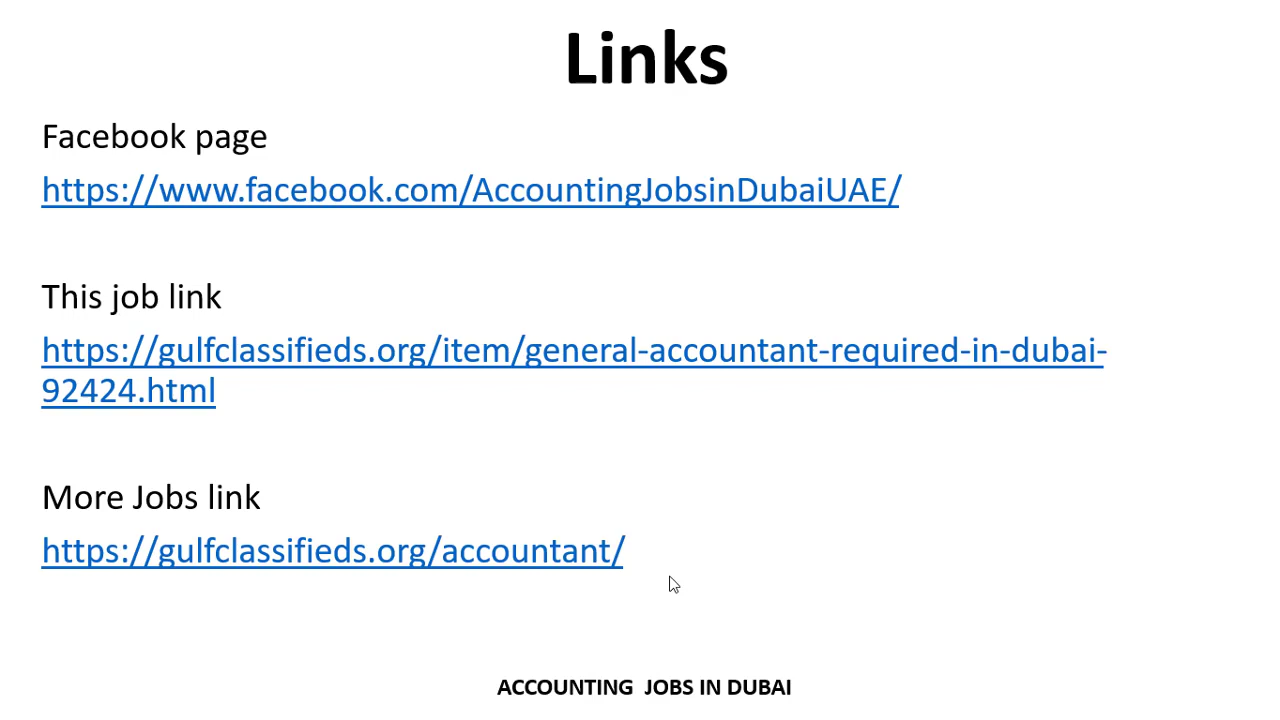 Links
Facebook page
https://www.facebook.com/AccountingJobsinDubaiUAE/
This job link
https://gulfclassifieds.org/item/general-accountant-required-in-dubai-
92424.html
More Jobs link
https://gulfclassifieds.org/accountant/
ACCOUNTING  JOBS IN DUBAI